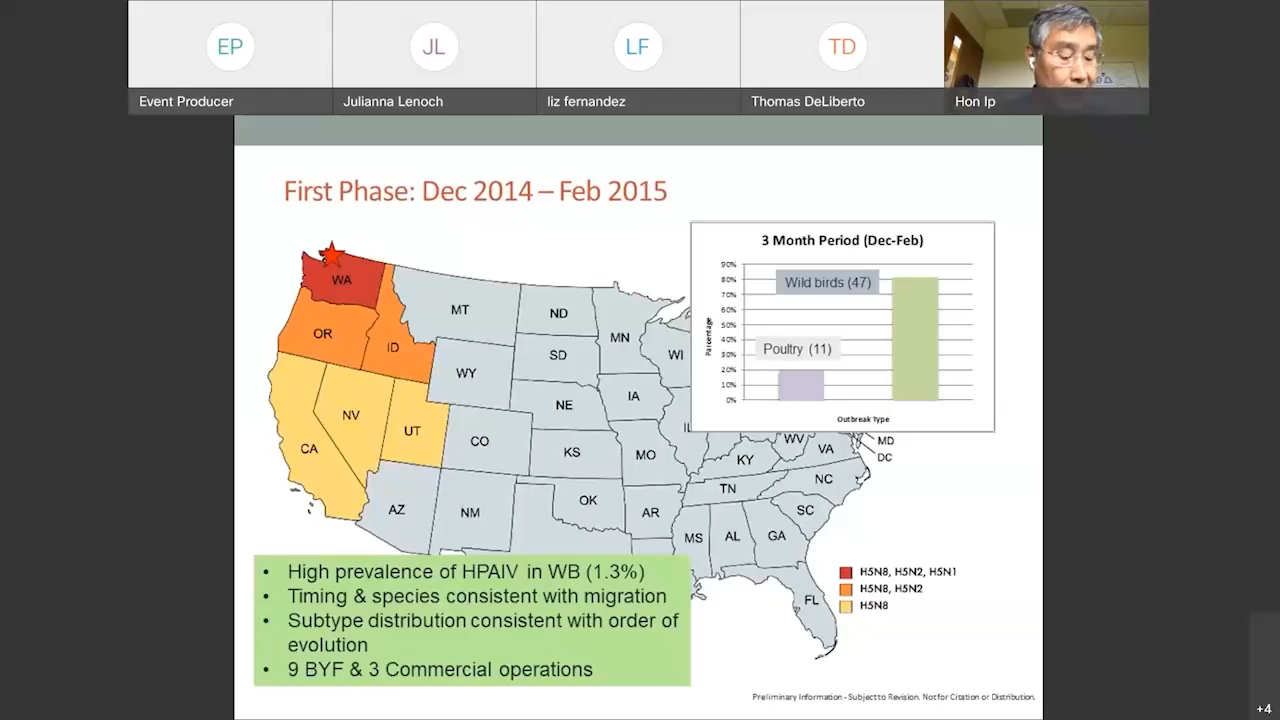 EP
JL
LF
TD
Event Producer
Julianna Lenoch
liz fernandez
Thomas DeLiberto
Hon Ip
First Phase: Dec 2014 – Feb 2015
3 Month Period (Dec-Feb)
90%
80%
70%
60%
50%
40%
30%
20%
10%
0%
Percentage
Wild birds (47)
Poultry (11)
Outbreak Type
WA
MT
ND
MN
OR
ID
SD
WI
WY
NE
IA
NV
UT
CO
IL
CA
KS
MO
KY
WV
VA
MD
DC
AZ
NM
OK
AR
TN
NC
SC
MS
AL
GA
FL
H5N8, H5N2, H5N1
H5N8, H5N2
H5N8
• High prevalence of HPAIV in WB (1.3%)
• Timing & species consistent with migration
• Subtype distribution consistent with order of
evolution
• 9 BYF & 3 Commercial operations
Preliminary Information - Subject to Revision. Not for Citation or Distribution.
+4